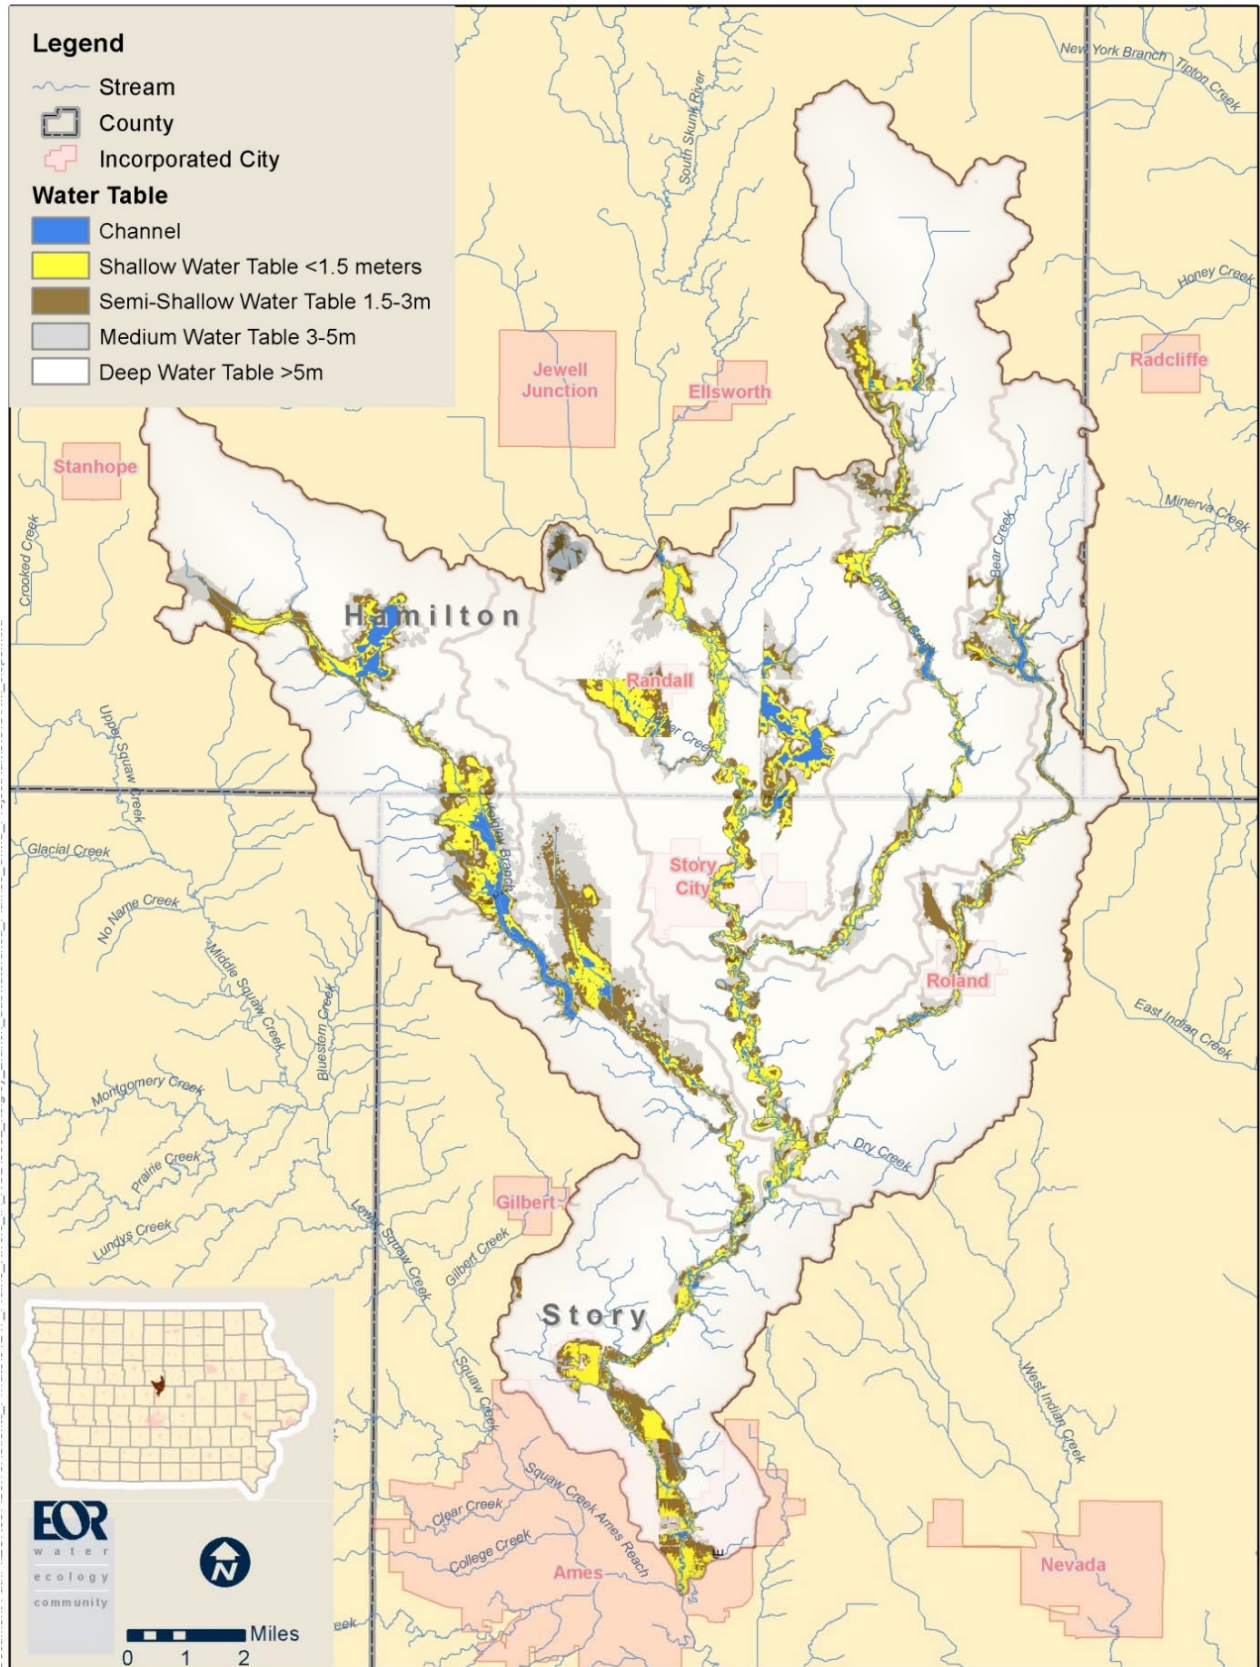 Legend
Stream
County
Incorporated City
Water Table
Channel
Shallow Water Table <1.5 meters
Semi-Shallow Water Table 1.5-3m
Medium Water Table 3-5m
Deep Water Table >5m
New York Branch
Tipton Creek
South Skunk River
Honey Creek
Jewell
Junction
Ellsworth
Radcliffe
Stanhope
Minerva Creek
Crooked Creek
Bear Creek
Hamilton
Long Dick Creek
Randall
Upper Squaw Creek
Glacial Creek
Story
City
No Name Creek
Middle Squaw Creek
Roland
Bluestem Creek
East Indian Creek
Montgomery Creek
Dry Creek
Prairie Creek
Gilbert
Lundys Creek
Lower Squaw Creek
Gilbert Creek
Story
Squaw Creek
West Indian Creek
Squaw Creek Ames Reach
Clear Creek
College Creek
Ames
Nevada
EOR
water
ecology
community
N
Miles
0 1 2
eek